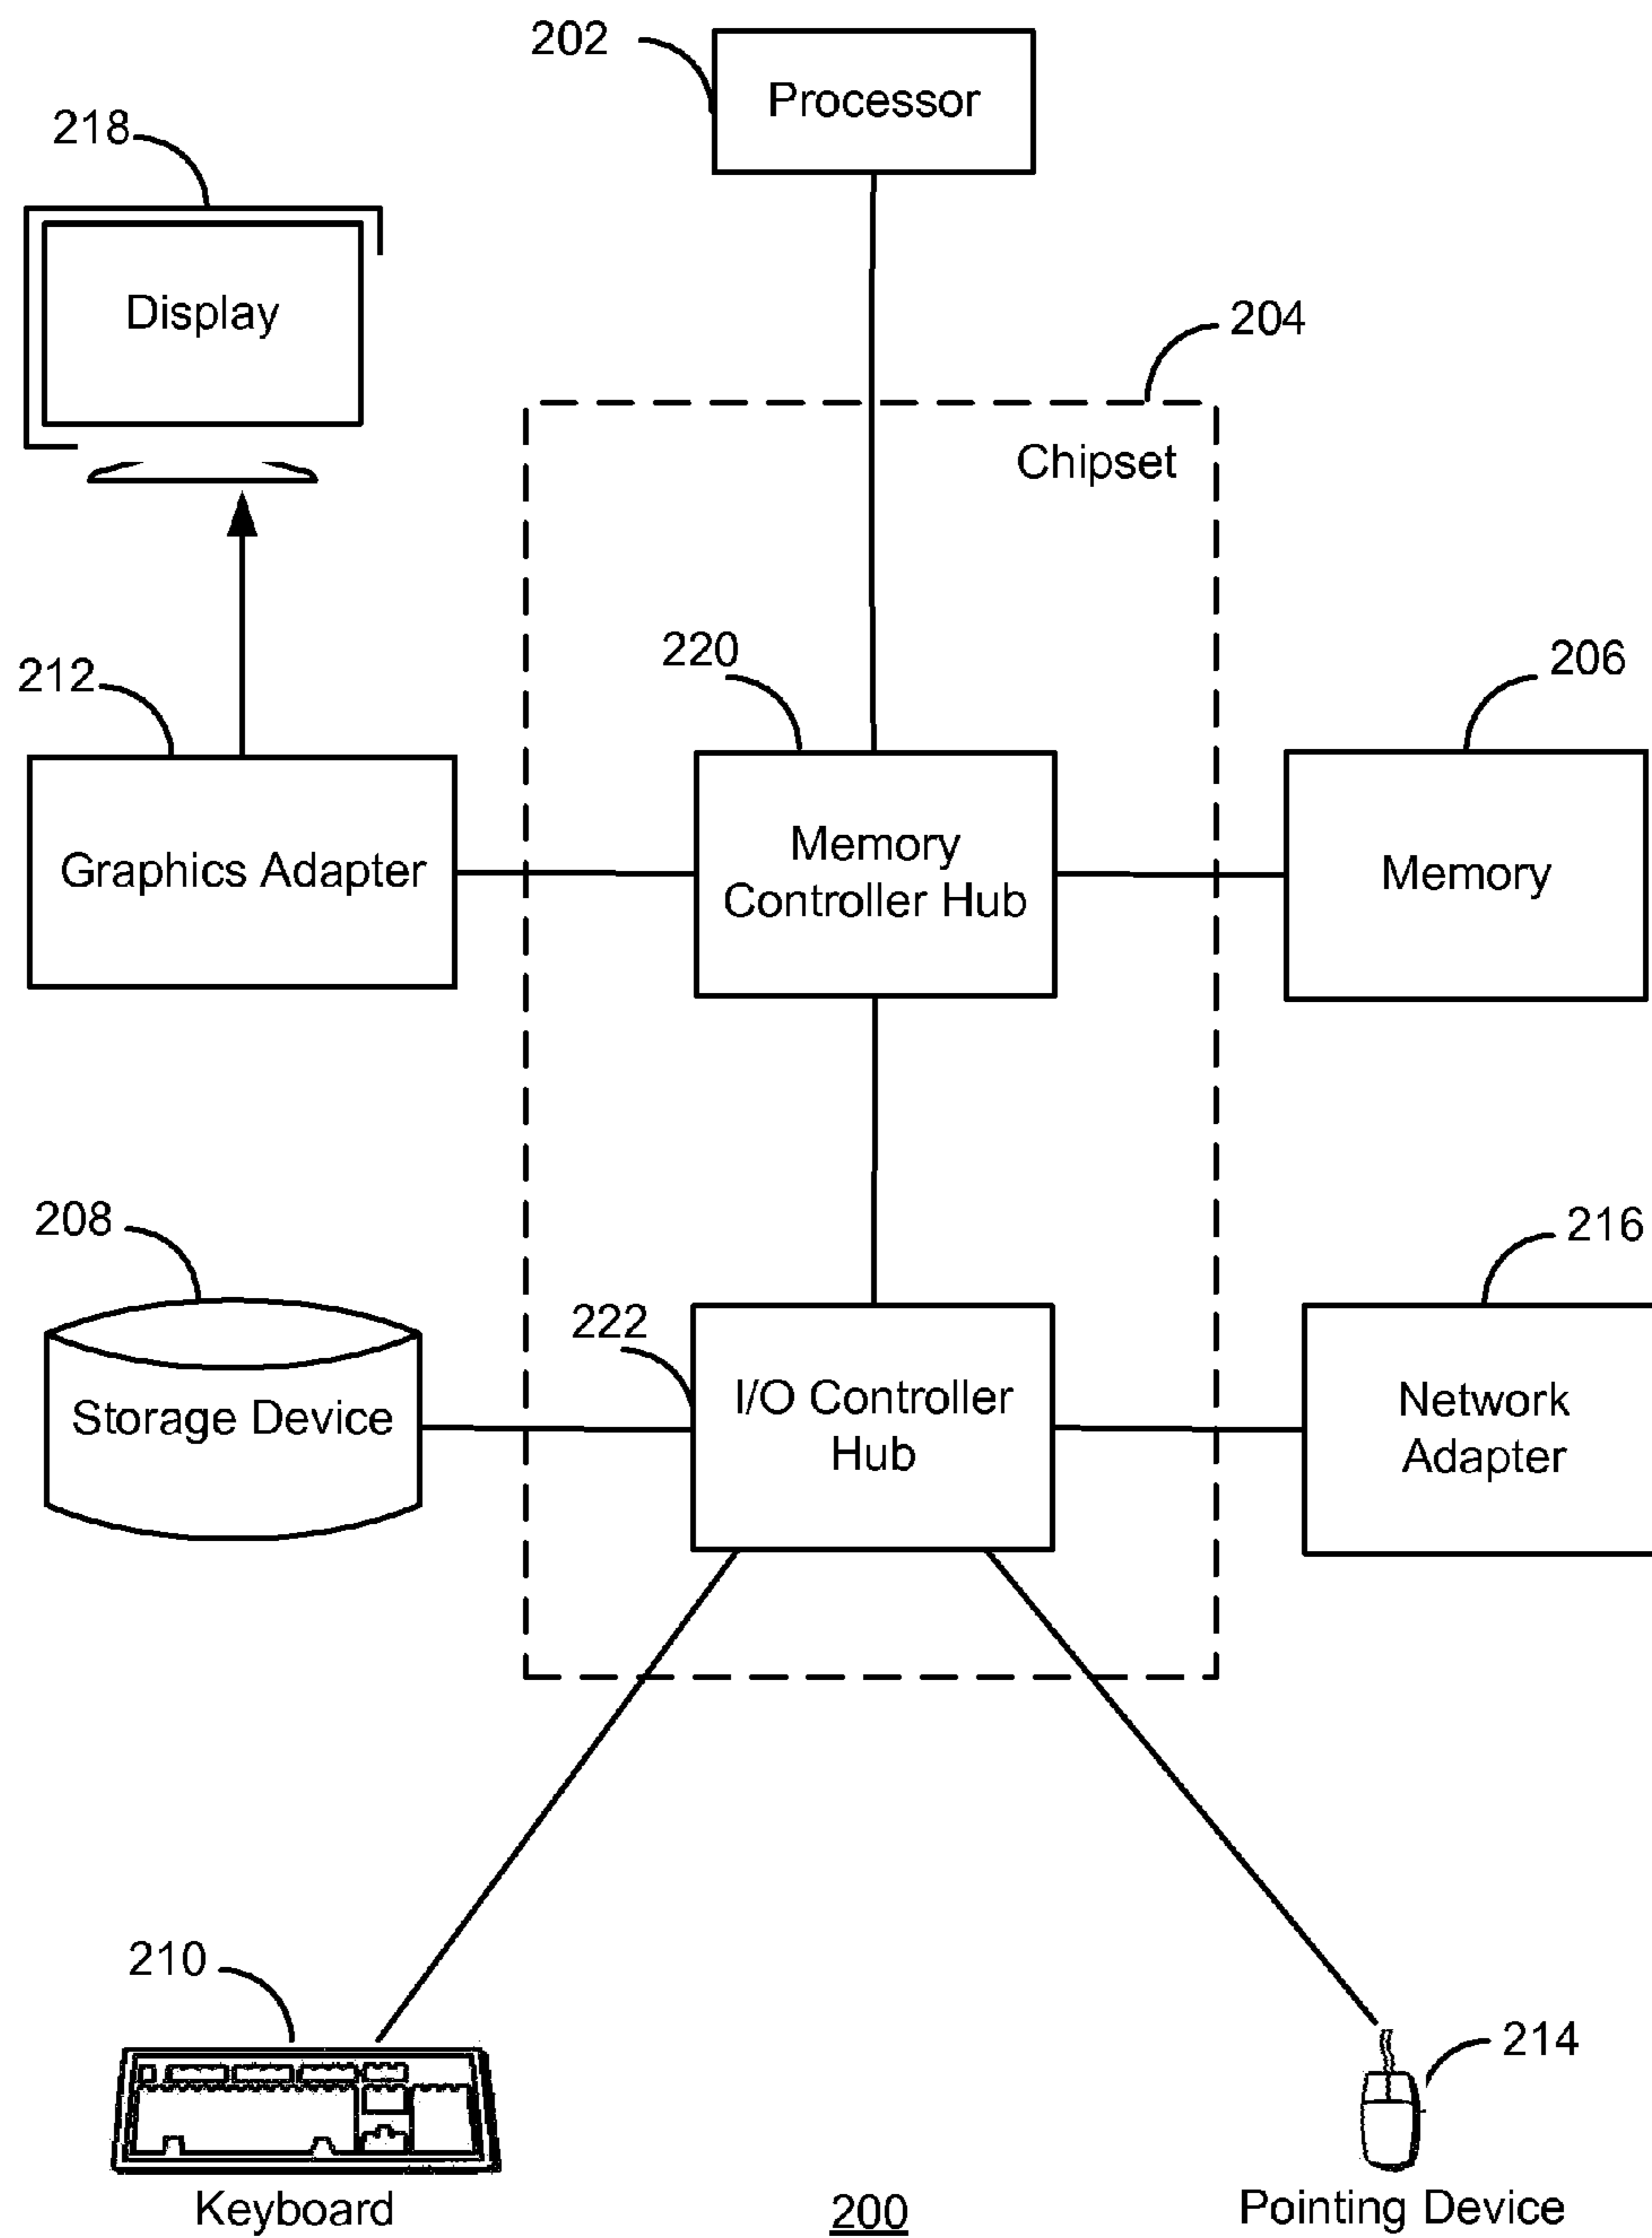 202
Processor
218
Display
204
Chipset
220
206
212
Memory
Controller Hub
Graphics Adapter
Memory
208
216
222
I/O Controller
Hub
Storage Device
Network
Adapter
210
214
Keyboard
200
Pointing Device